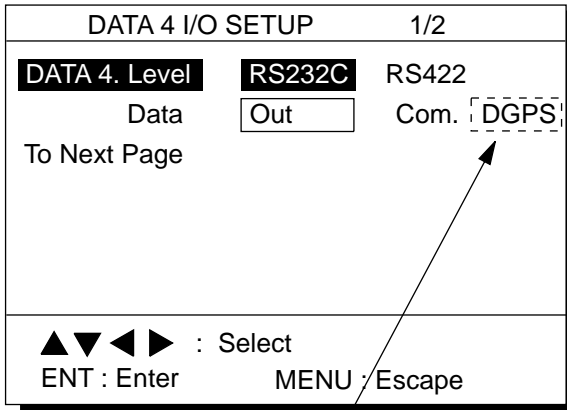 DATA 4 I/O SETUP 1/2
DATA 4. Level RS232C RS422
Data Out Com. DGPS
To Next Page
▲▼◀▶ : Select
ENT : Enter MENU : Escape